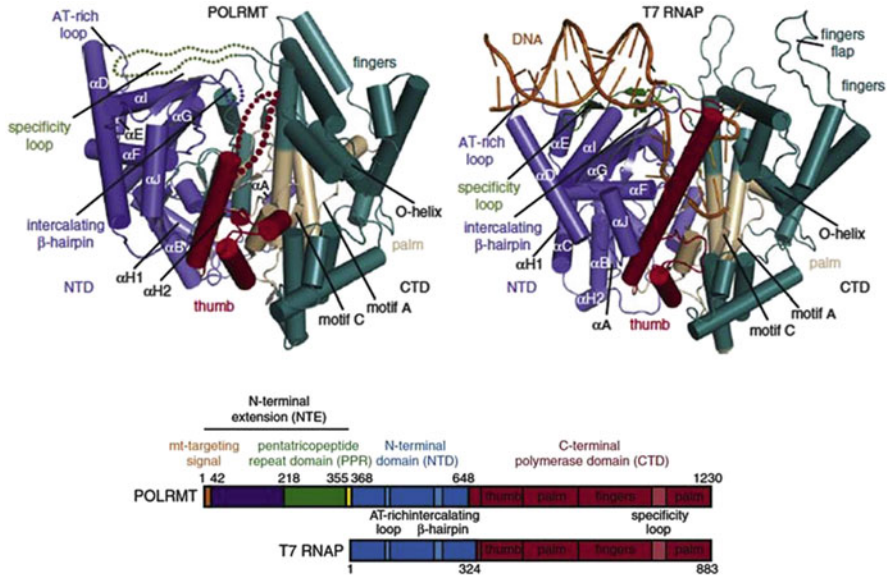 POLRMT
AT-rich
loop
αD
αI
αE
αG
αF
αJ
fingers
specificity
loop
intercalating
β-hairpin
αA
αB
αH1
αH2
NTD
thumb
O-helix
palm
CTD
motif A
motif C
T7 RNAP
DNA
fingers
flap
fingers
AT-rich
loop
αE
αI
αD
αG
αF
specificity
loop
intercalating
β-hairpin
αJ
αC
αH1
αB
αH2
αA
NTD
thumb
O-helix
palm
CTD
motif A
motif C
N-terminal
extension (NTE)
mt-targeting
signal
pentatricopeptide
repeat domain (PPR)
N-terminal
domain (NTD)
C-terminal
polymerase domain (CTD)
1 42 218 355 368 648 1230
POLRMT thumb palm fingers palm
AT-rich
loop
intercalating
β-hairpin
specificity
loop
T7 RNAP thumb palm fingers palm
1 324 883